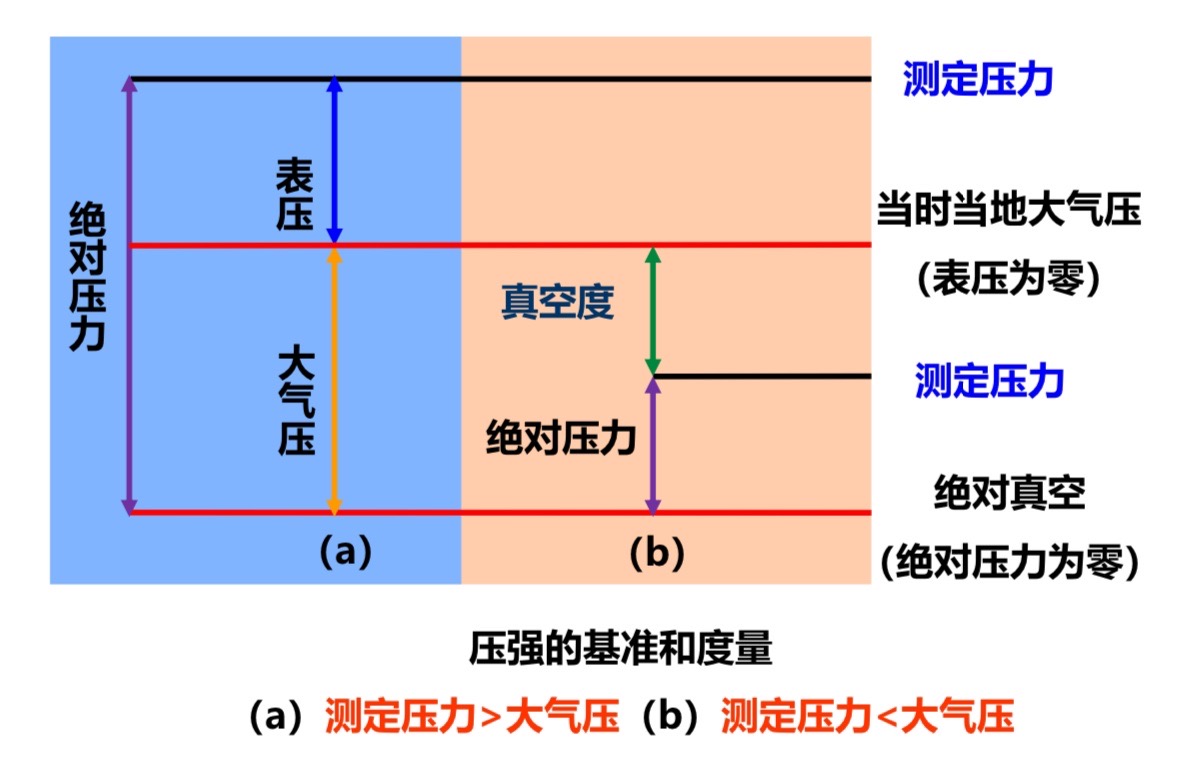 测定压力
表压
绝对压力
当时当地大气压
(表压为零)
真空度
大气压
测定压力
绝对压力
绝对真空
(绝对压力为零)
(a)
(b)
压强的基准和度量
(a) 测定压力>大气压 (b) 测定压力<大气压